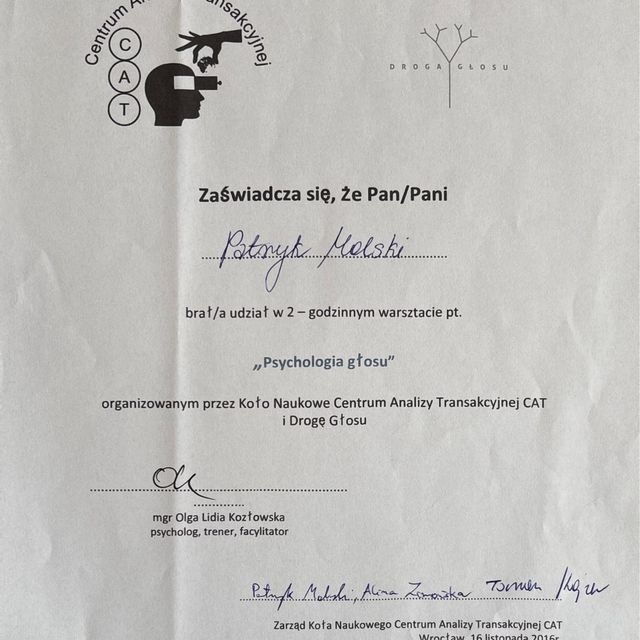 Centrum Analizy Transakcyjnej
C
A
T
DROGA GŁOSU
Zaświadcza się, Że Pan/Pani
Patryk Molski
brał/a udział w 2 – godzinnym warsztacie pt.
„Psychologia głosu”
organizowanym przez Koło Naukowe Centrum Analizy Transakcyjnej CAT
i Drogę Głosu
mgr Olga Lidia Kozłowska
psycholog, trener, facylitator
Patryk Molski, Alina
Zarząd Koła Naukowego Centrum Analizy Transakcyjnej CAT
Wrocław, 16 listopada 2016r